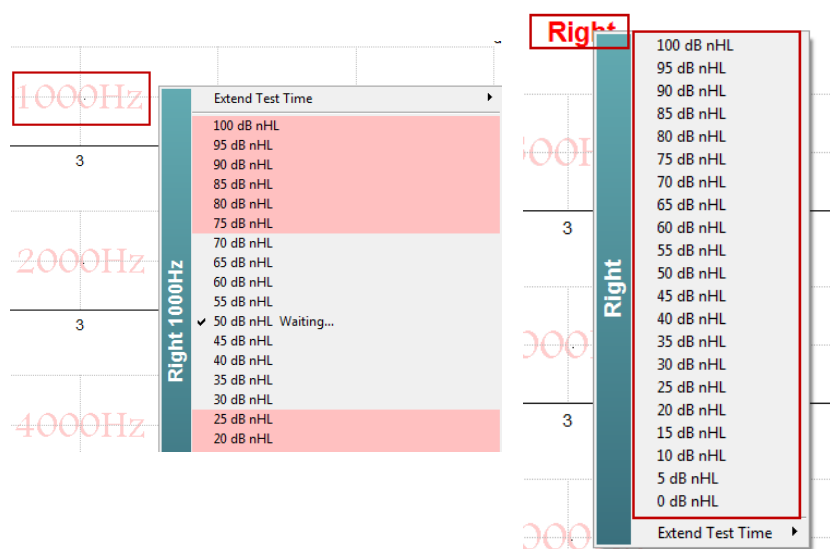 1000Hz
3
2000Hz
3
4000Hz
Right 1000Hz
Extend Test Time
100 dB nHL
95 dB nHL
90 dB nHL
85 dB nHL
80 dB nHL
75 dB nHL
70 dB nHL
65 dB nHL
60 dB nHL
55 dB nHL
50 dB nHL Waiting...
45 dB nHL
40 dB nHL
35 dB nHL
30 dB nHL
25 dB nHL
20 dB nHL
Right
3
3
Right
100 dB nHL
95 dB nHL
90 dB nHL
85 dB nHL
80 dB nHL
75 dB nHL
70 dB nHL
65 dB nHL
60 dB nHL
55 dB nHL
50 dB nHL
45 dB nHL
40 dB nHL
35 dB nHL
30 dB nHL
25 dB nHL
20 dB nHL
15 dB nHL
10 dB nHL
5 dB nHL
0 dB nHL
Extend Test Time